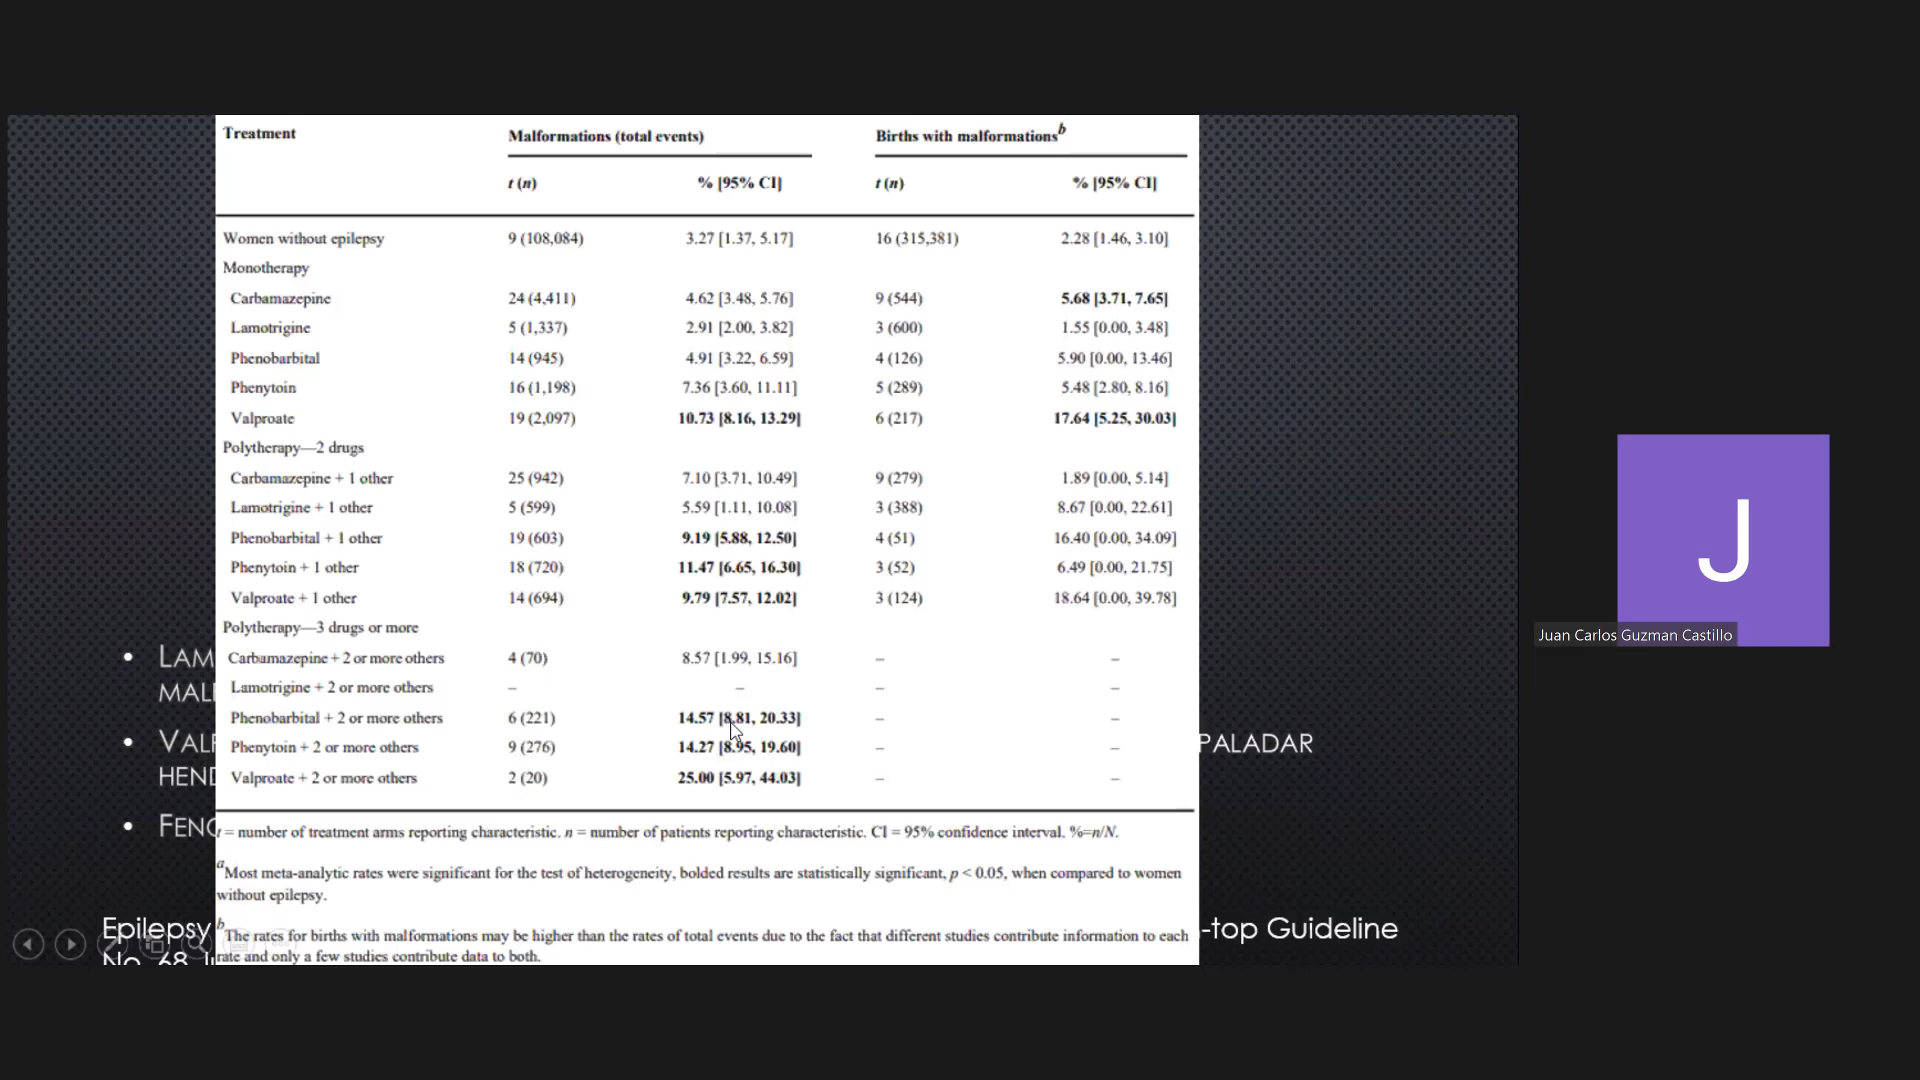 Treatment Malformations (total events) Births with malformations b
t (n) % [95% CI] t (n) % [95% CI]
Women without epilepsy 9 (108,084) 3.27 [1.37, 5.17] 16 (315,381) 2.28 [1.46, 3.10]
Monotherapy
Carbamazepine 24 (4,411) 4.62 [3.48, 5.76] 9 (544) 5.68 [3.71, 7.65]
Lamotrigine 5 (1,337) 2.91 [2.00, 3.82] 3 (600) 1.55 [0.00, 3.48]
Phenobarbital 14 (945) 4.91 [3.22, 6.59] 4 (126) 5.90 [0.00, 13.46]
Phenytoin 16 (1,198) 7.36 [3.60, 11.11] 5 (289) 5.48 [2.80, 8.16]
Valproate 19 (2,097) 10.73 [8.16, 13.29] 6 (217) 17.64 [5.25, 30.03]
Polytherapy—2 drugs
Carbamazepine + 1 other 25 (942) 7.10 [3.71, 10.49] 9 (279) 1.89 [0.00, 5.14]
Lamotrigine + 1 other 5 (599) 5.59 [1.11, 10.08] 3 (388) 8.67 [0.00, 22.61]
Phenobarbital + 1 other 19 (603) 9.19 [5.88, 12.50] 4 (51) 16.40 [0.00, 34.09]
Phenytoin + 1 other 18 (720) 11.47 [6.65, 16.30] 3 (52) 6.49 [0.00, 21.75]
Valproate + 1 other 14 (694) 9.79 [7.57, 12.02] 3 (124) 18.64 [0.00, 39.78]
Polytherapy—3 drugs or more
Carbamazepine + 2 or more others 4 (70) 8.57 [1.99, 15.16] – –
Lamotrigine + 2 or more others – – – –
Phenobarbital + 2 or more others 6 (221) 14.57 [8.81, 20.33] – –
Phenytoin + 2 or more others 9 (276) 14.27 [8.95, 19.60] – –
Valproate + 2 or more others 2 (20) 25.00 [5.97, 44.03] – –
t = number of treatment arms reporting characteristic. n = number of patients reporting characteristic. CI = 95% confidence interval. %=n/N.
a Most meta-analytic rates were significant for the test of heterogeneity, bolded results are statistically significant, p < 0.05, when compared to women
without epilepsy.
b The rates for births with malformations may be higher than the rates of total events due to the fact that different studies contribute information to each
rate and only a few studies contribute data to both.
• LAM
MAL
• VAL PALADAR
HEND
• FENO
Epilepsy -top Guideline
No. 68
J
Juan Carlos Guzman Castillo